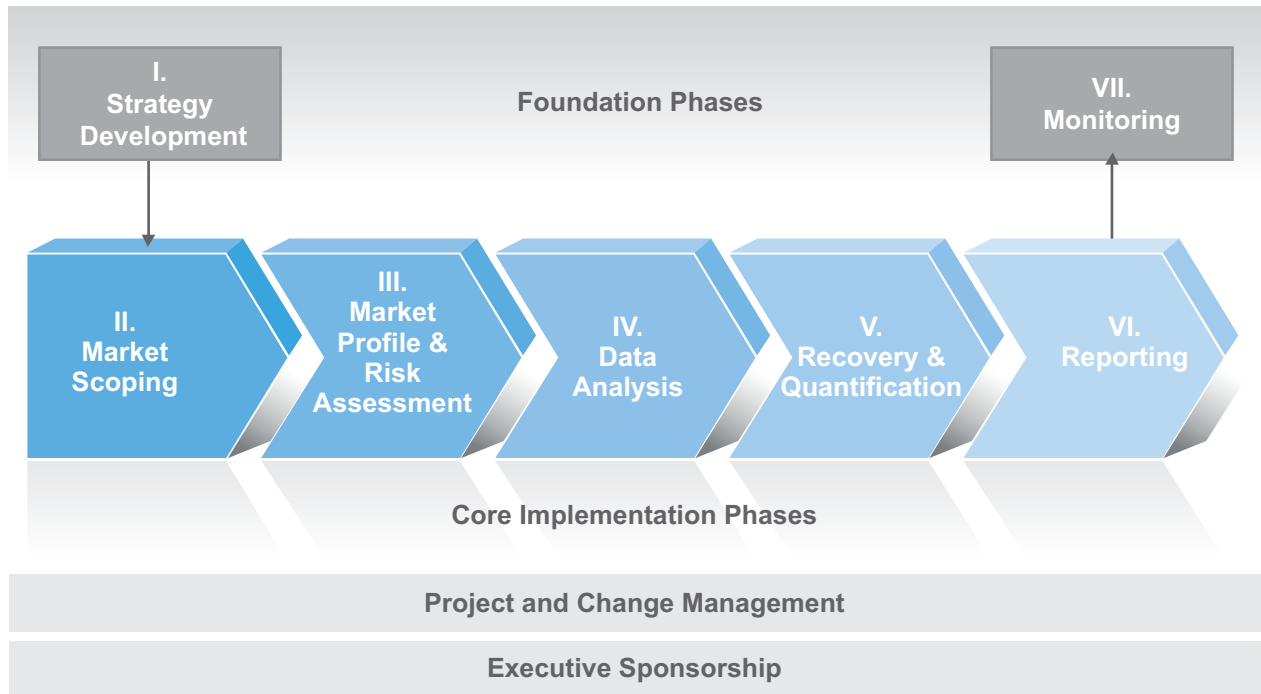 I.
Strategy
Development
Foundation Phases
VII.
Monitoring
II.
Market
Scoping
III.
Market
Profile &
Risk
Assessment
IV.
Data
Analysis
V.
Recovery &
Quantification
VI.
Reporting
Core Implementation Phases
Project and Change Management
Executive Sponsorship